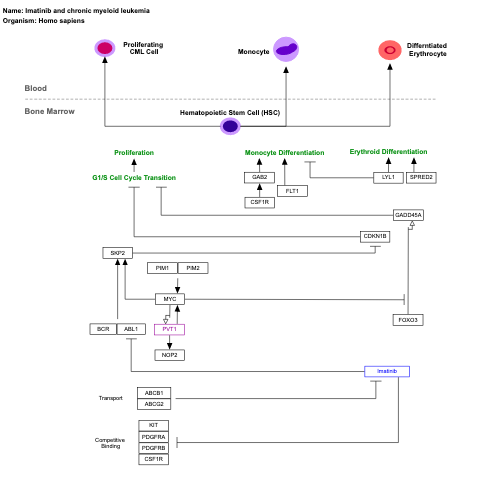 Name: Imatinib and chronic myeloid leukemia
Organism: Homo sapiens
Proliferating
CML Cell
Monocyte
Differntiated
Erythrocyte
Blood
Bone Marrow
Hematopoietic Stem Cell (HSC)
Proliferation
Monocyte Differentiation
Erythroid Differentiation
G1/S Cell Cycle Transition
GAB2
LYL1
SPRED2
FLT1
CSF1R
GADD45A
CDKN1B
SKP2
PIM1
PIM2
MYC
FOXO3
BCR
ABL1
PVT1
NOP2
Imatinib
Transport
ABCB1
ABCG2
Competitive
Binding
KIT
PDGFRA
PDGFRB
CSF1R